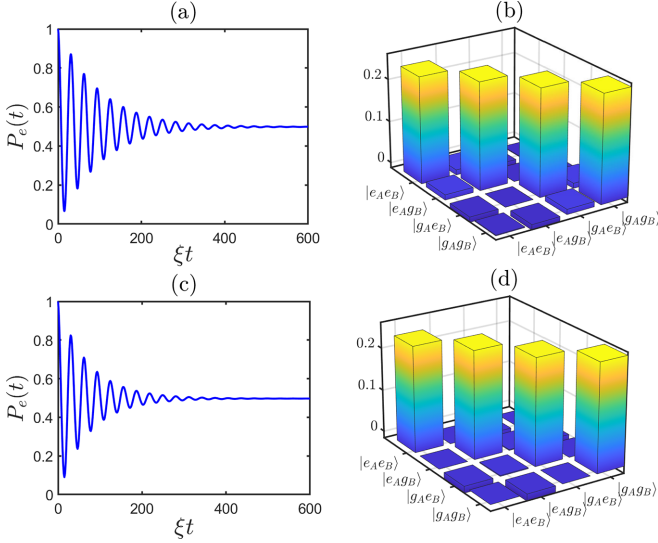 (a)
1
0.8
0.6
0.4
0.2
0
P_e(t)
0 200 400 600
ξt
(b)
0.2
0.1
0
|e_A e_B⟩
|e_A g_B⟩
|g_A e_B⟩
|g_A g_B⟩
|e_A e_B⟩
|e_A g_B⟩
|g_A e_B⟩
|g_A g_B⟩
(c)
1
0.8
0.6
0.4
0.2
0
P_e(t)
0 200 400 600
ξt
(d)
0.2
0.1
0
|e_A e_B⟩
|e_A g_B⟩
|g_A e_B⟩
|g_A g_B⟩
|e_A e_B⟩
|e_A g_B⟩
|g_A e_B⟩
|g_A g_B⟩